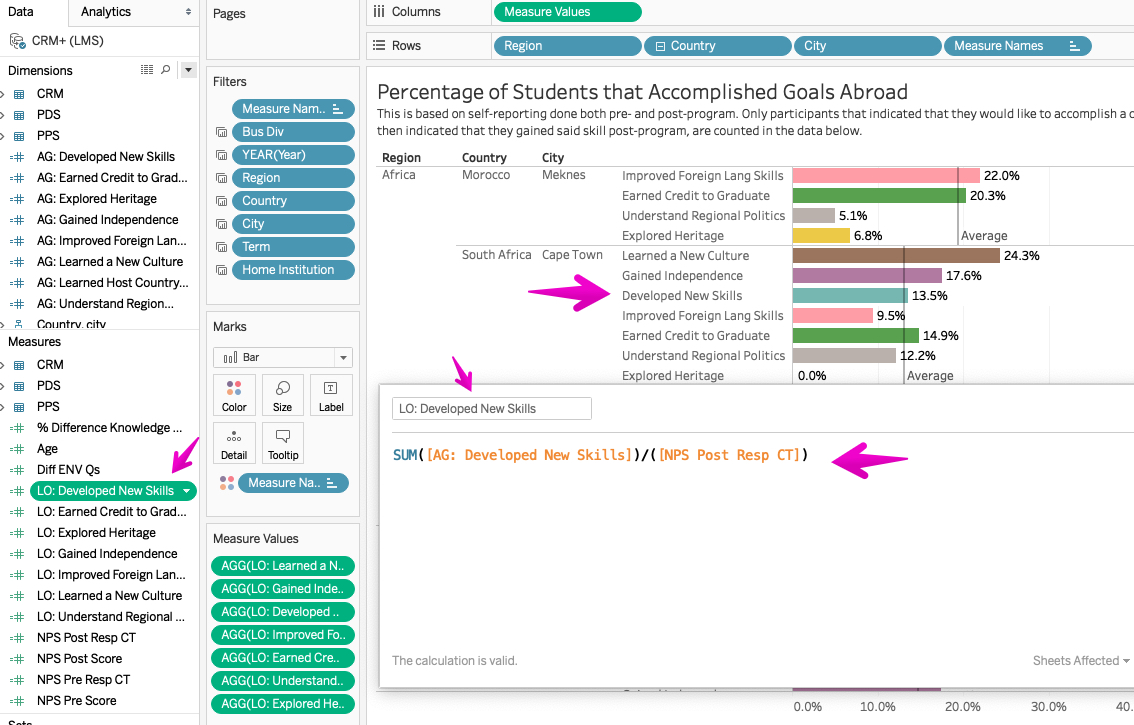 Data
Analytics
CRM+ (LMS)
Dimensions
CRM
PDS
PPS
AG: Developed New Skills
AG: Earned Credit to Grad...
AG: Explored Heritage
AG: Gained Independence
AG: Improved Foreign Lan...
AG: Learned a New Culture
AG: Learned Host Country...
AG: Understand Region...
Country, city
Measures
CRM
PDS
PPS
% Difference Knowledge ...
Age
Diff ENV Qs
LO: Developed New Skills
LO: Earned Credit to Grad...
LO: Explored Heritage
LO: Gained Independence
LO: Improved Foreign Lan...
LO: Learned a New Culture
LO: Understand Regional ...
NPS Post Resp CT
NPS Post Score
NPS Pre Resp CT
NPS Pre Score
Sets
Pages
Filters
Measure Nam..
Bus Div
YEAR(Year)
Region
Country
City
Term
Home Institution
Marks
Bar
Color Size Label
Detail Tooltip
Measure Na..
Measure Values
AGG(LO: Learned a N..
AGG(LO: Gained Inde..
AGG(LO: Developed ..
AGG(LO: Improved Fo..
AGG(LO: Earned Cre..
AGG(LO: Understand..
AGG(LO: Explored He..
Columns Measure Values
Rows Region Country City Measure Names
Percentage of Students that Accomplished Goals Abroad
This is based on self-reporting done both pre- and post-program. Only participants that indicated that they would like to accomplish a
then indicated that they gained said skill post-program, are counted in the data below.
Region Country City
Africa Morocco Meknes Improved Foreign Lang Skills 22.0%
Earned Credit to Graduate 20.3%
Understand Regional Politics 5.1%
Explored Heritage 6.8% Average
South Africa Cape Town Learned a New Culture 24.3%
Gained Independence 17.6%
Developed New Skills 13.5%
Improved Foreign Lang Skills 9.5%
Earned Credit to Graduate 14.9%
Understand Regional Politics 12.2%
Explored Heritage 0.0% Average
LO: Developed New Skills
SUM([AG: Developed New Skills])/([NPS Post Resp CT])
The calculation is valid.
Sheets Affected
0.0% 10.0% 20.0% 30.0% 40.